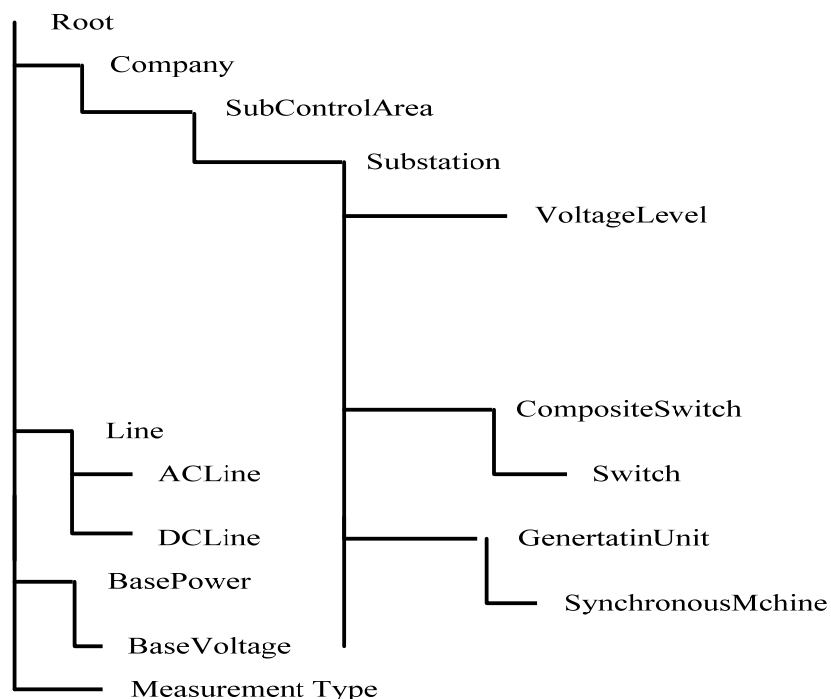 Root
Company
SubControlArea
Substation
VoltageLevel
CompositeSwitch
Line
ACLine
Switch
DCLine
GenertatinUnit
BasePower
SynchronousMchine
BaseVoltage
Measurement Type